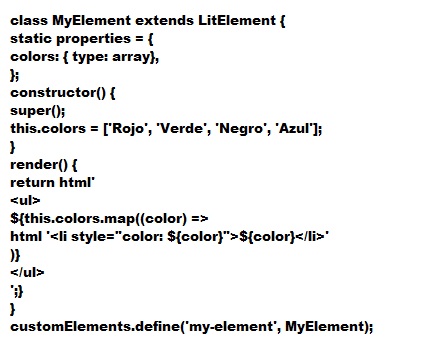 class MyElement extends LitElement {
static properties = {
colors: { type: array},
};
constructor() {
super();
this.colors = ['Rojo', 'Verde', 'Negro', 'Azul'];
}
render() {
return html'
<ul>
${this.colors.map((color) =>
html '<li style="color: ${color}">${color}</li>'
)}
</ul>
';}
}
customElements.define('my-element', MyElement);